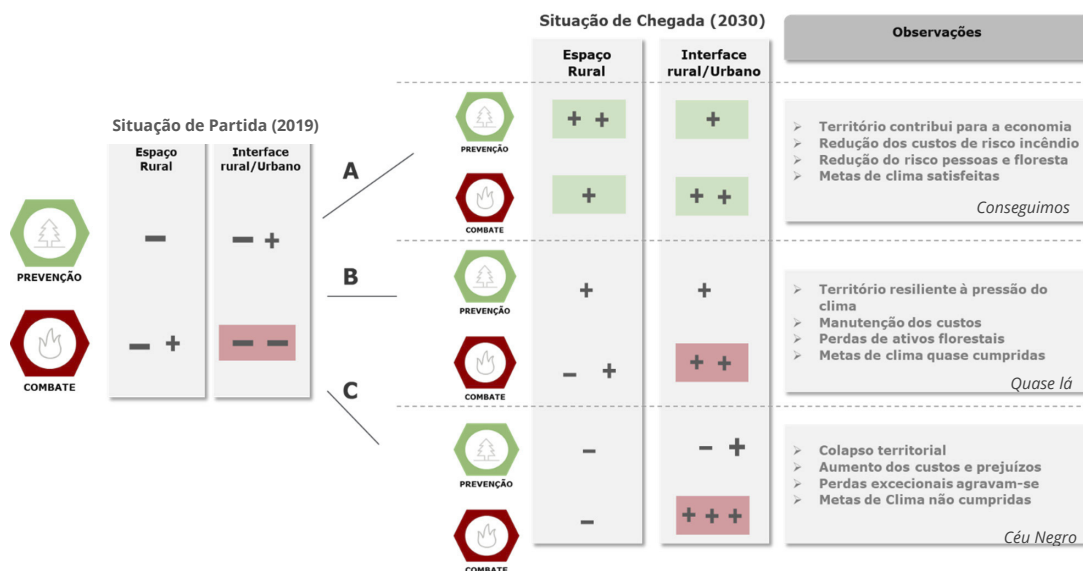 Situação de Partida (2019)
Espaço
Rural
Interface
rural/Urbano
PREVENÇÃO
–
– +
COMBATE
– +
– –
A
B
C
Situação de Chegada (2030)
Espaço
Rural
Interface
rural/Urbano
Observações
PREVENÇÃO
+ +
+
COMBATE
+
+ +
Território contribui para a economia
Redução dos custos de risco incêndio
Redução do risco pessoas e floresta
Metas de clima satisfeitas
Conseguimos
PREVENÇÃO
+
+
COMBATE
– +
+ +
Território resiliente à pressão do
clima
Manutenção dos custos
Perdas de ativos florestais
Metas de clima quase cumpridas
Quase lá
PREVENÇÃO
–
– +
COMBATE
–
+ + +
Colapso territorial
Aumento dos custos e prejuízos
Perdas excecionais agravam-se
Metas de Clima não cumpridas
Céu Negro